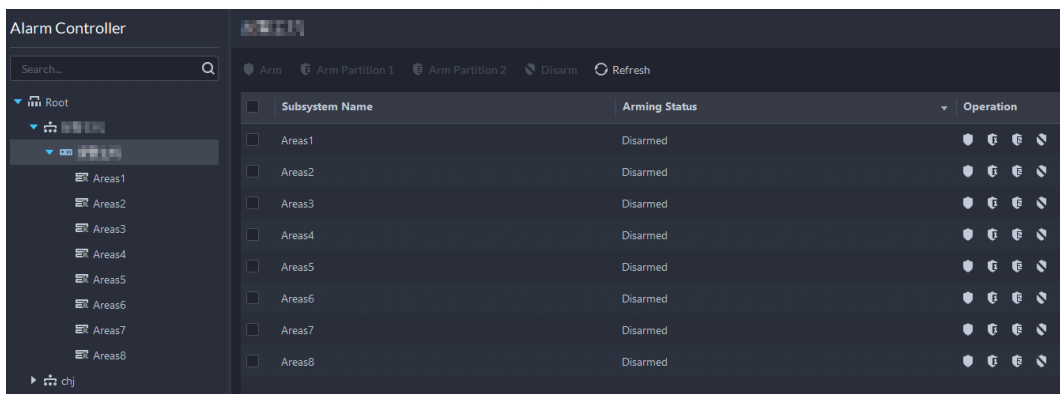 Alarm Controller
Search...
Root
Areas1
Areas2
Areas3
Areas4
Areas5
Areas6
Areas7
Areas8
chj
Arm Arm Partition 1 Arm Partition 2 Disarm Refresh
Subsystem Name Arming Status Operation
Areas1 Disarmed
Areas2 Disarmed
Areas3 Disarmed
Areas4 Disarmed
Areas5 Disarmed
Areas6 Disarmed
Areas7 Disarmed
Areas8 Disarmed